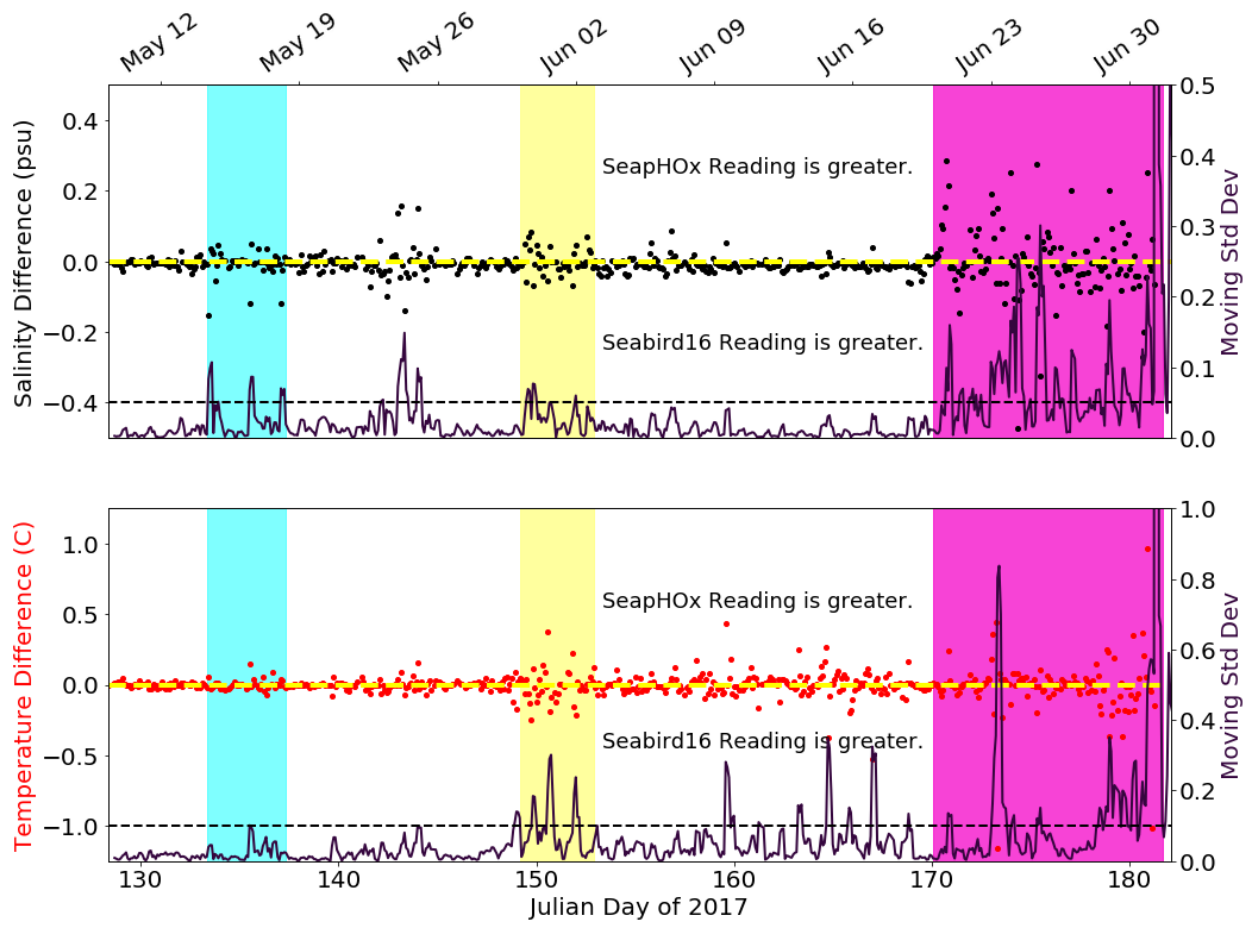 May 12 May 19 May 26 Jun 02 Jun 09 Jun 16 Jun 23 Jun 30
Salinity Difference (psu)
0.4
0.2
0.0
−0.2
−0.4
SeapHOx Reading is greater.
Seabird16 Reading is greater.
0.5
0.4
0.3
0.2
0.1
0.0
Moving Std Dev
Temperature Difference (C)
1.0
0.5
0.0
−0.5
−1.0
SeapHOx Reading is greater.
Seabird16 Reading is greater.
1.0
0.8
0.6
0.4
0.2
0.0
Moving Std Dev
130 140 150 160 170 180
Julian Day of 2017